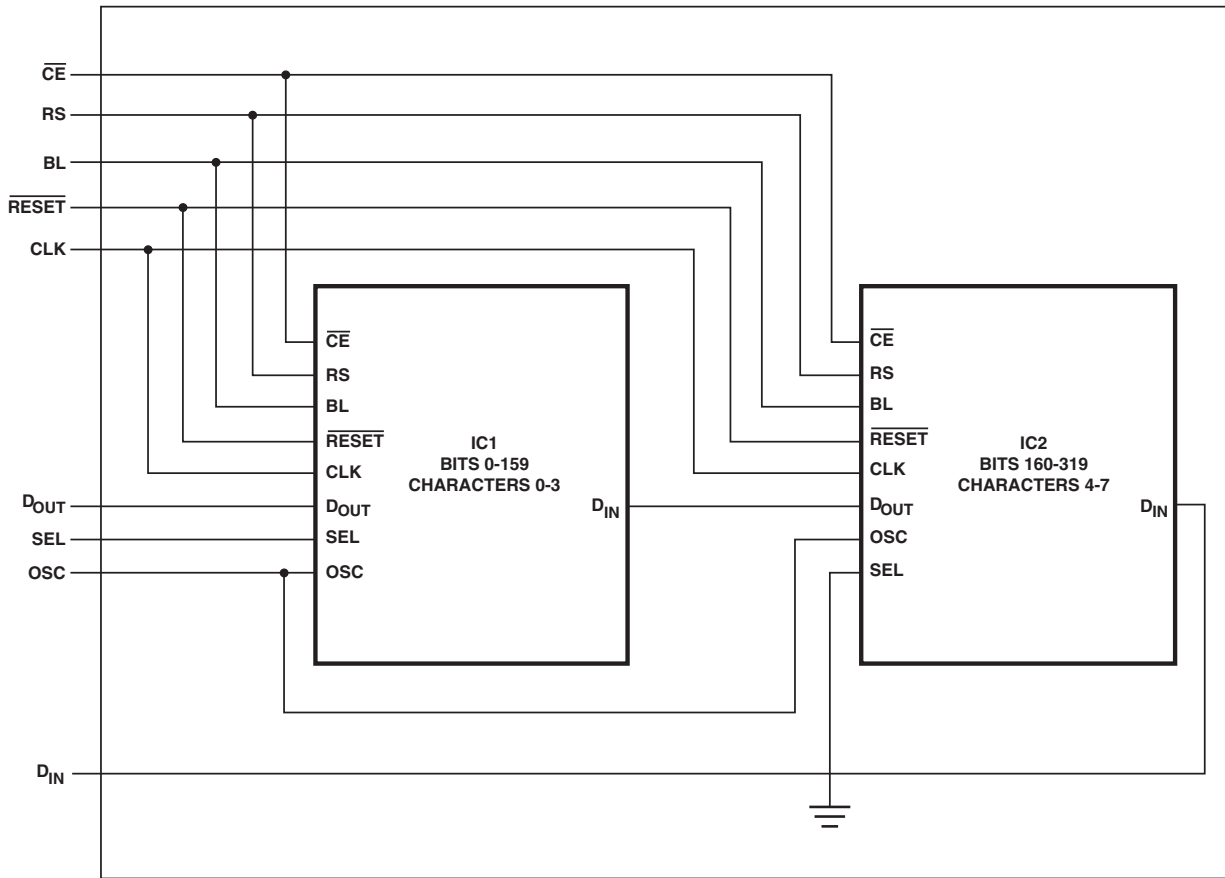 CE
RS
BL
RESET
CLK
DOUT
SEL
OSC
DIN
CE
RS
BL
RESET
CLK
DOUT
SEL
OSC
IC1
BITS 0-159
CHARACTERS 0-3
DIN
CE
RS
BL
RESET
CLK
DOUT
OSC
SEL
IC2
BITS 160-319
CHARACTERS 4-7
DIN